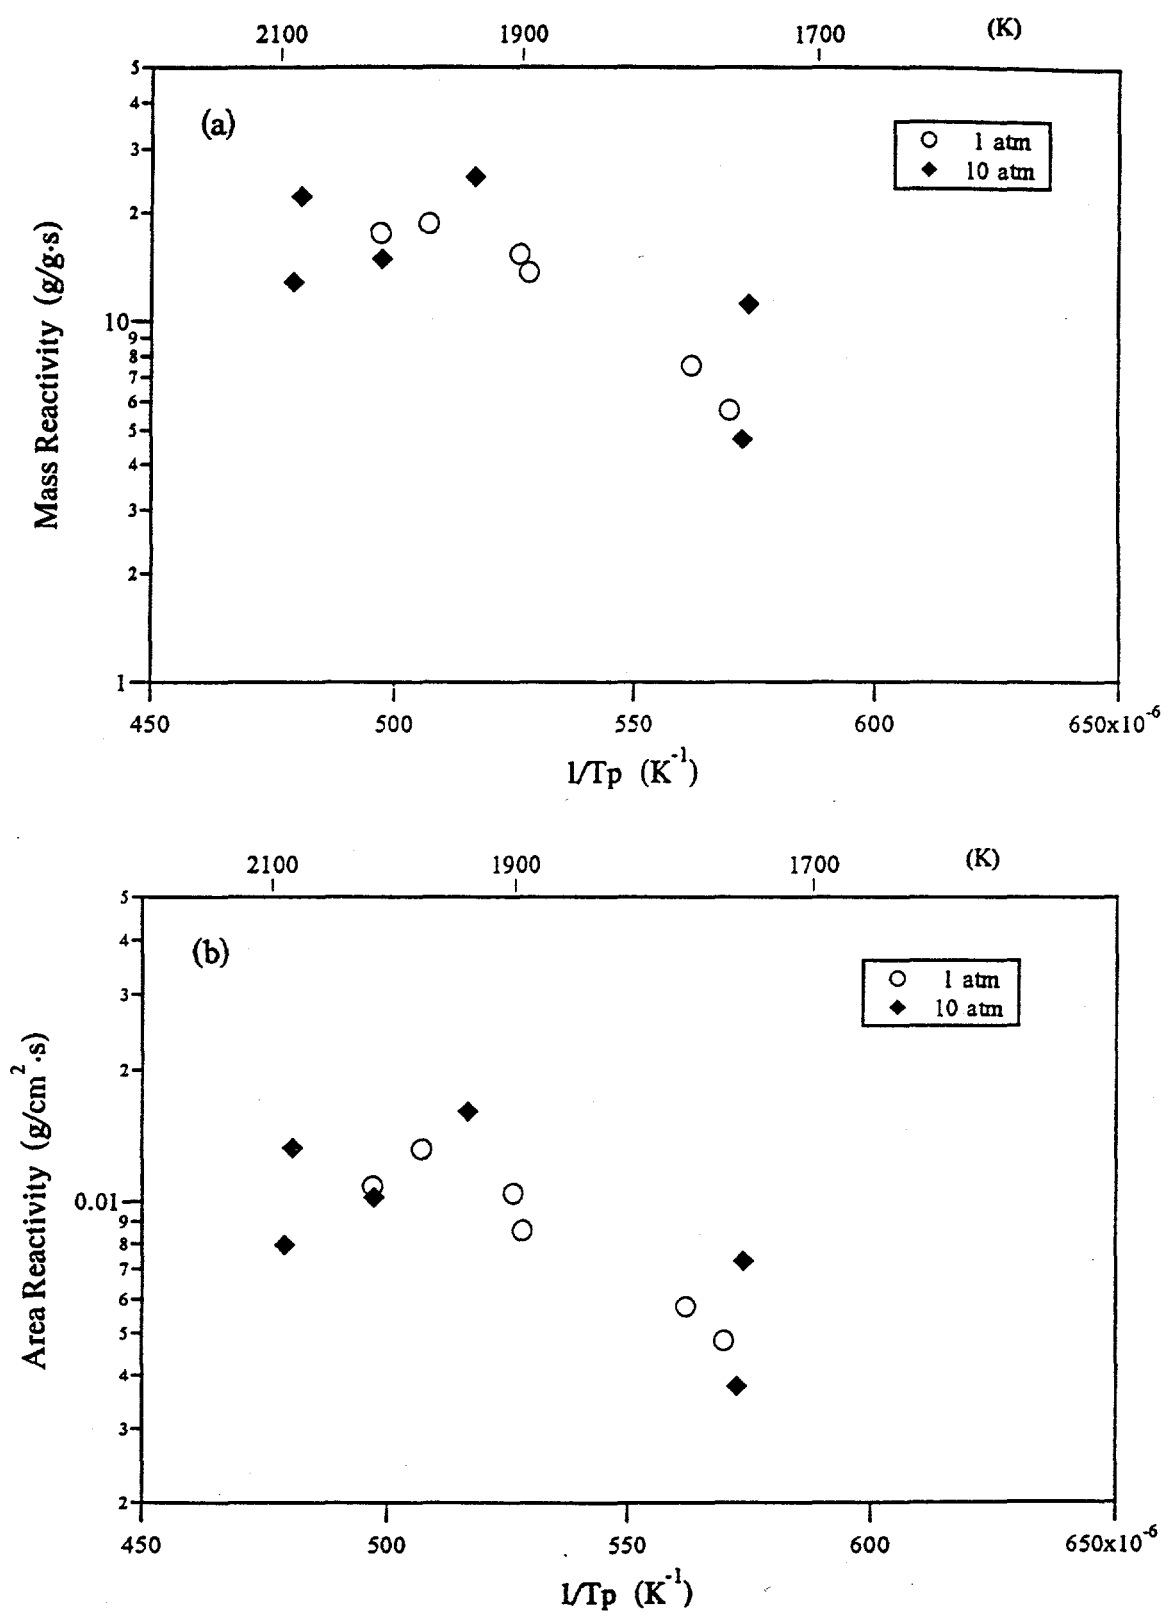 2100 1900 1700 (K)
5
(a)
4
1 atm
3
10 atm
2
Mass Reactivity (g/g·s)
10
9
8
7
6
5
4
3
2
1
450 500 550 600 650x10⁻⁶
1/Tp (K⁻¹)
2100 1900 1700 (K)
5
(b)
4
1 atm
3
10 atm
2
Area Reactivity (g/cm²·s)
0.01
9
8
7
6
5
4
3
2
450 500 550 600 650x10⁻⁶
1/Tp (K⁻¹)